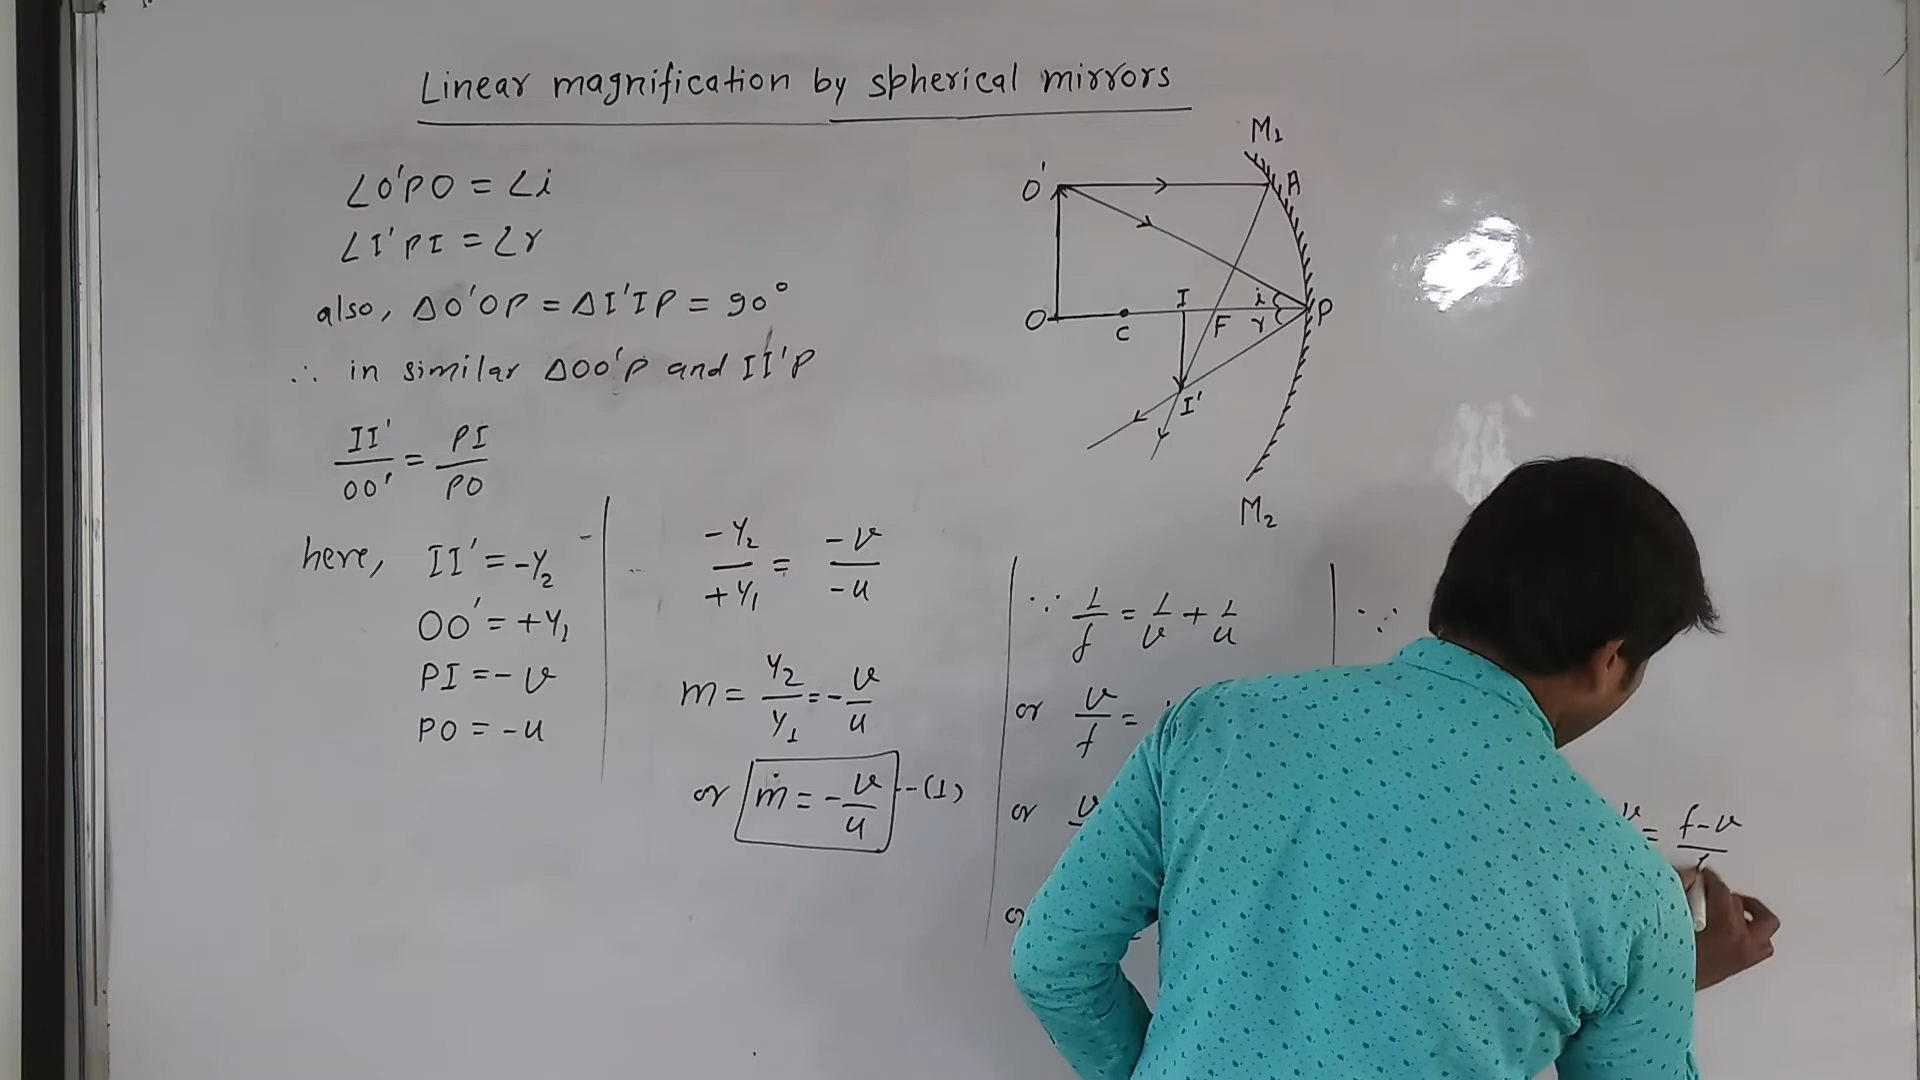 Linear magnification by spherical mirrors
∠O'PO = ∠i
∠I'PI = ∠r
also, ΔO'OP = ΔI'IP = 90°
∴ in similar ΔOO'P and II'P
II'/OO' = PI/PO
here, II' = -Y₂
OO' = +Y₁
PI = - v
PO = - u
-Y₂/+Y₁ = -v/-u
m = Y₂/Y₁ = - v/u
or m = - v/u -(1)
∵ 1/f = 1/v + 1/u
or v/f =
or
∵
= f-v
M₁
O'
A
O
C
I
F
i
r
P
I'
M₂